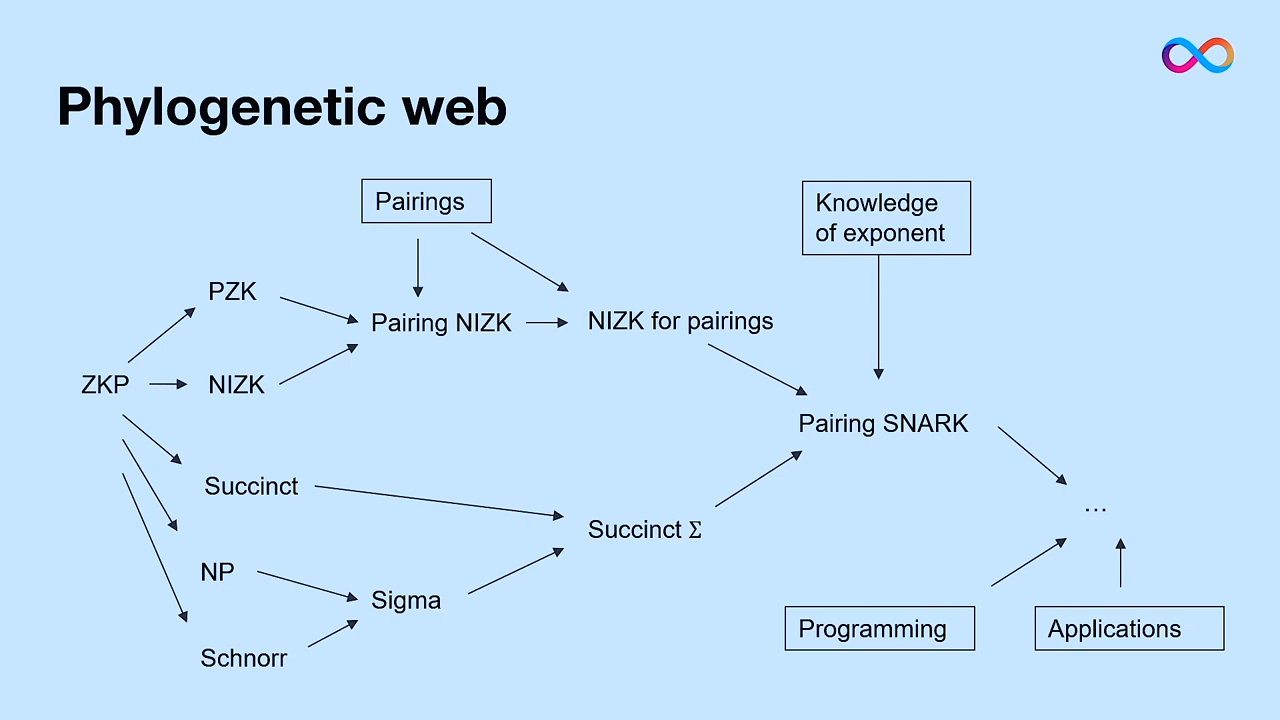 Phylogenetic web
Pairings
Knowledge
of exponent
PZK
Pairing NIZK
NIZK for pairings
ZKP
NIZK
Pairing SNARK
Succinct
...
Succinct Σ
NP
Sigma
Programming
Applications
Schnorr